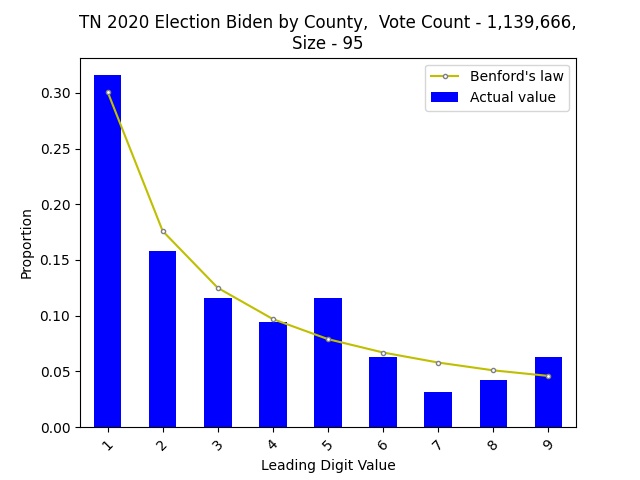 TN 2020 Election Biden by County,  Vote Count - 1,139,666,
Size - 95
Benford's law
Actual value
0.30
0.25
0.20
0.15
0.10
0.05
0.00
Proportion
1 2 3 4 5 6 7 8 9
Leading Digit Value